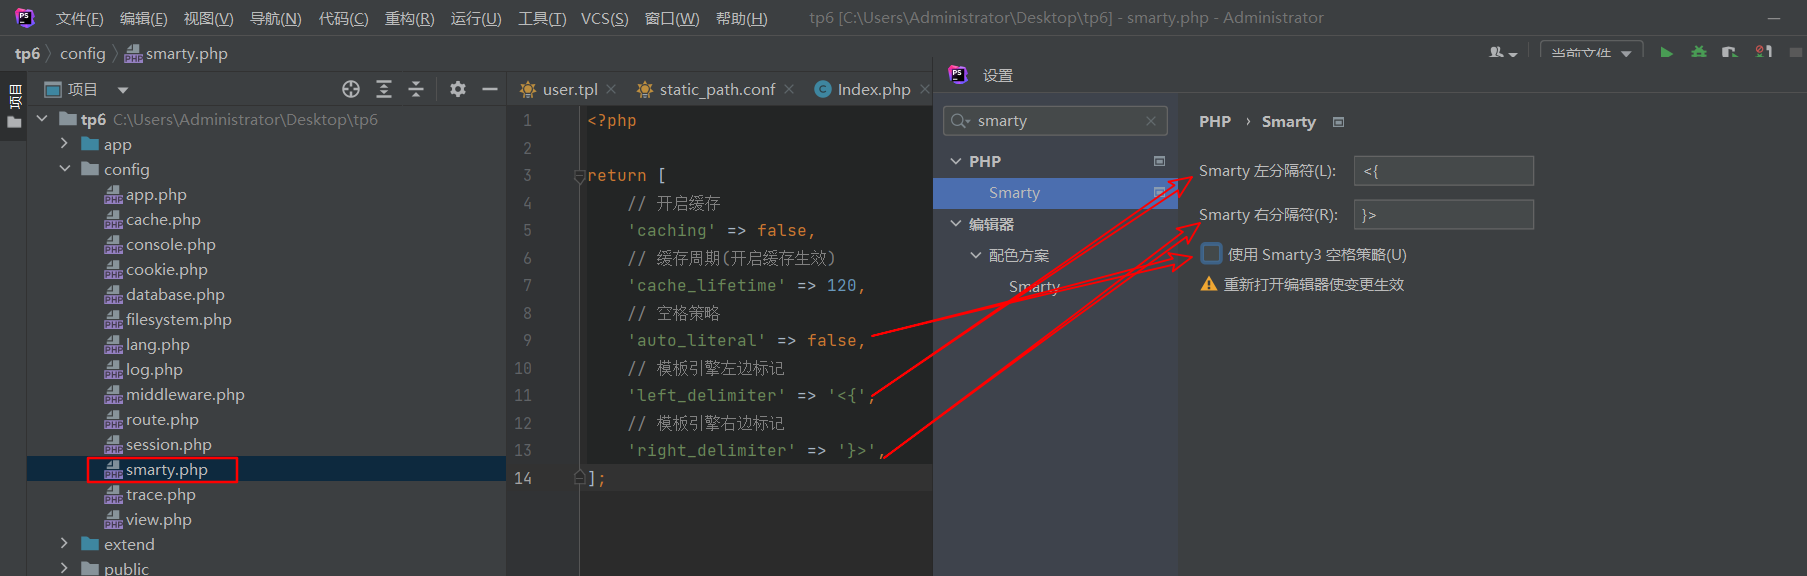 文件(F) 编辑(E) 视图(V) 导航(N) 代码(C) 重构(R) 运行(U) 工具(T) VCS(S) 窗口(W) 帮助(H) tp6 [C:\Users\Administrator\Desktop\tp6] - smarty.php - Administrator
tp6 config smarty.php
当前文件
项目
项目
tp6 C:\Users\Administrator\Desktop\tp6
app
config
app.php
cache.php
console.php
cookie.php
database.php
filesystem.php
lang.php
log.php
middleware.php
route.php
session.php
smarty.php
trace.php
view.php
extend
public
user.tpl static_path.conf Index.php
1 <?php
2
3 return [
4 // 开启缓存
5 'caching' => false,
6 // 缓存周期(开启缓存生效)
7 'cache_lifetime' => 120,
8 // 空格策略
9 'auto_literal' => false,
10 // 模板引擎左边标记
11 'left_delimiter' => '<{',
12 // 模板引擎右边标记
13 'right_delimiter' => '}>',
14 ];
设置
smarty
PHP
Smarty
编辑器
配色方案
Smarty
PHP › Smarty
Smarty 左分隔符(L): <{
Smarty 右分隔符(R): }>
使用 Smarty3 空格策略(U)
重新打开编辑器使变更生效